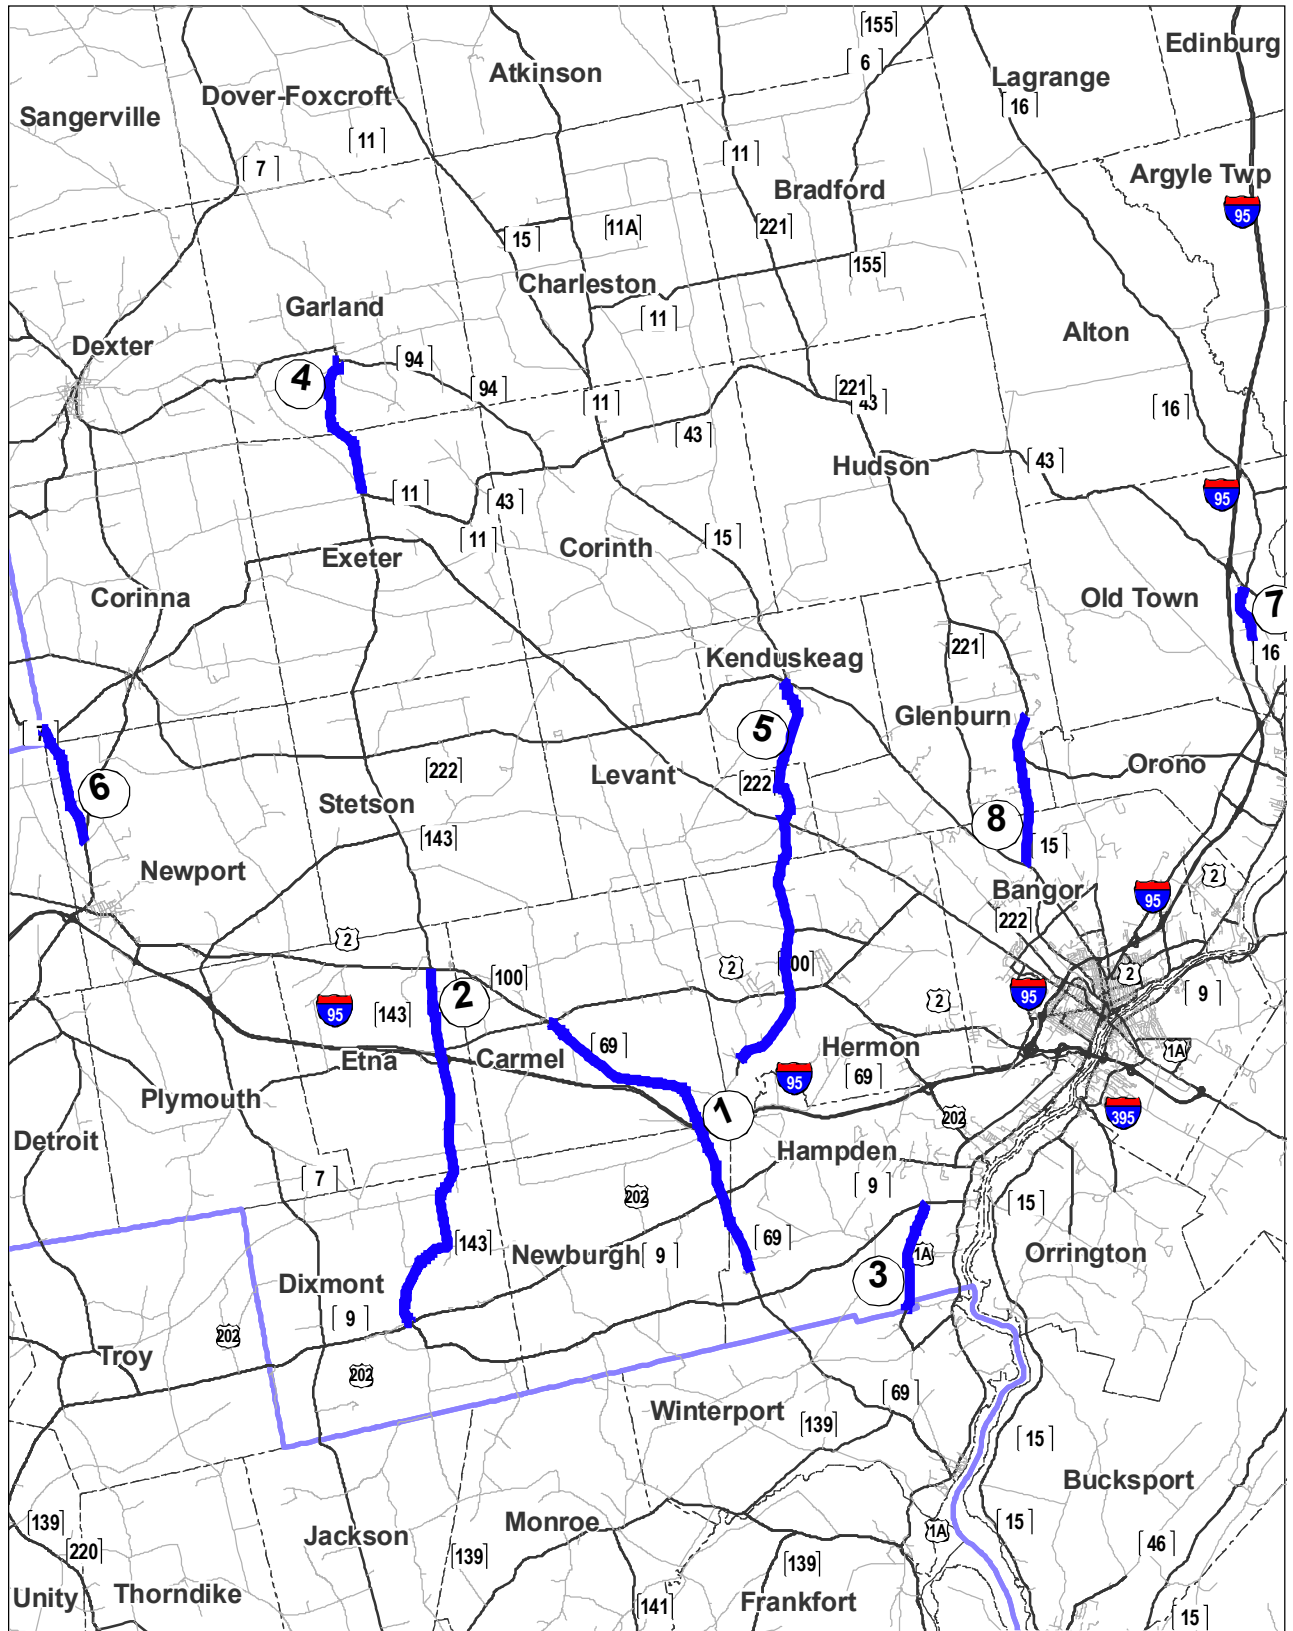 155
Edinburg
6
Atkinson
Lagrange
Dover-Foxcroft
16
Sangerville
11
11
7
Argyle Twp
Bradford
95
221
11A
15
155
Charleston
Garland
11
Alton
Dexter
94
4
94
221
43
11
16
43
Hudson
43
11
43
95
15
11
Corinth
Exeter
Corinna
Old Town
7
221
16
Kenduskeag
Glenburn
5
7
Orono
222
Levant
222
6
Stetson
8
143
15
Newport
2
Bangor
95
222
2
2
100
100
2
2
95
9
2
95
143
69
Etna
Carmel
Hermon
1A
95
69
Plymouth
1
395
202
Detroit
Hampden
7
9
202
15
69
143
Newburgh
9
1A
Orrington
Dixmont
3
9
202
Troy
202
69
Winterport
139
15
Bucksport
139
Monroe
15
1A
Jackson
46
220
139
139
Unity
Thorndike
Frankfort
141
15